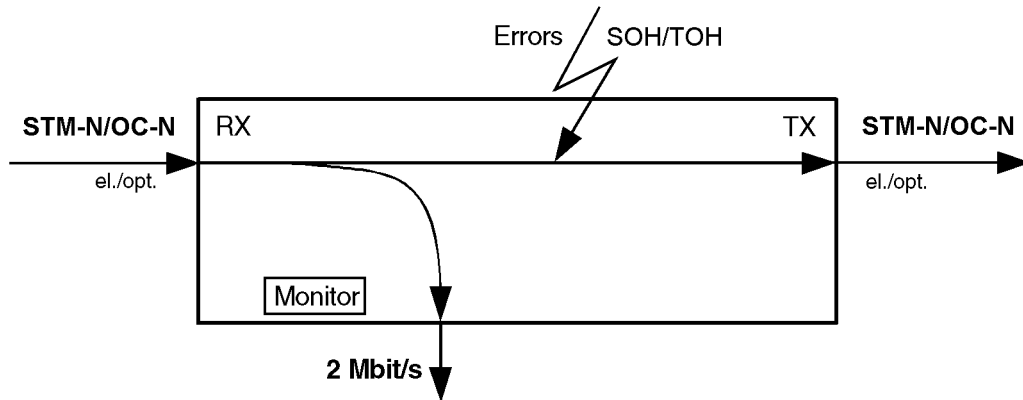 Errors SOH/TOH
STM-N/OC-N RX TX STM-N/OC-N
el./opt. el./opt.
Monitor
2 Mbit/s